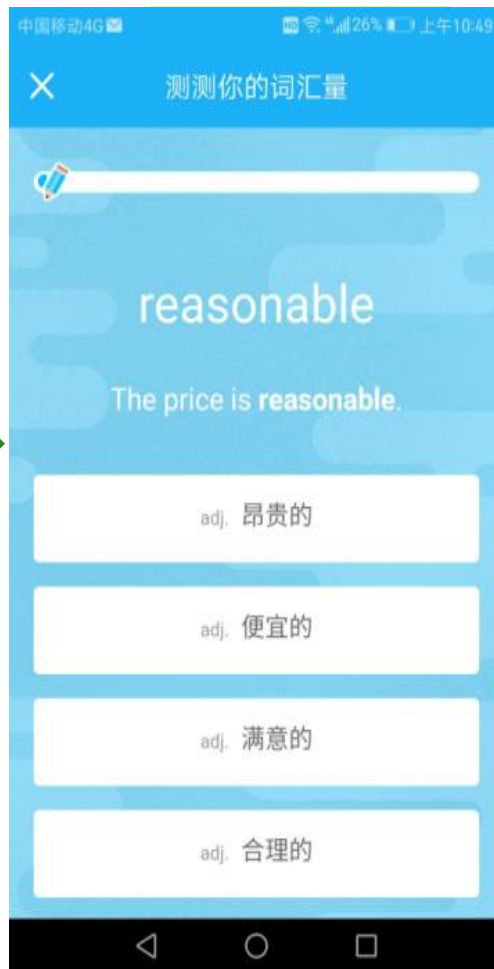 中国移动4G HD 4G 26% 上午10:49
测测你的词汇量
reasonable
The price is reasonable.
adj. 昂贵的
adj. 便宜的
adj. 满意的
adj. 合理的